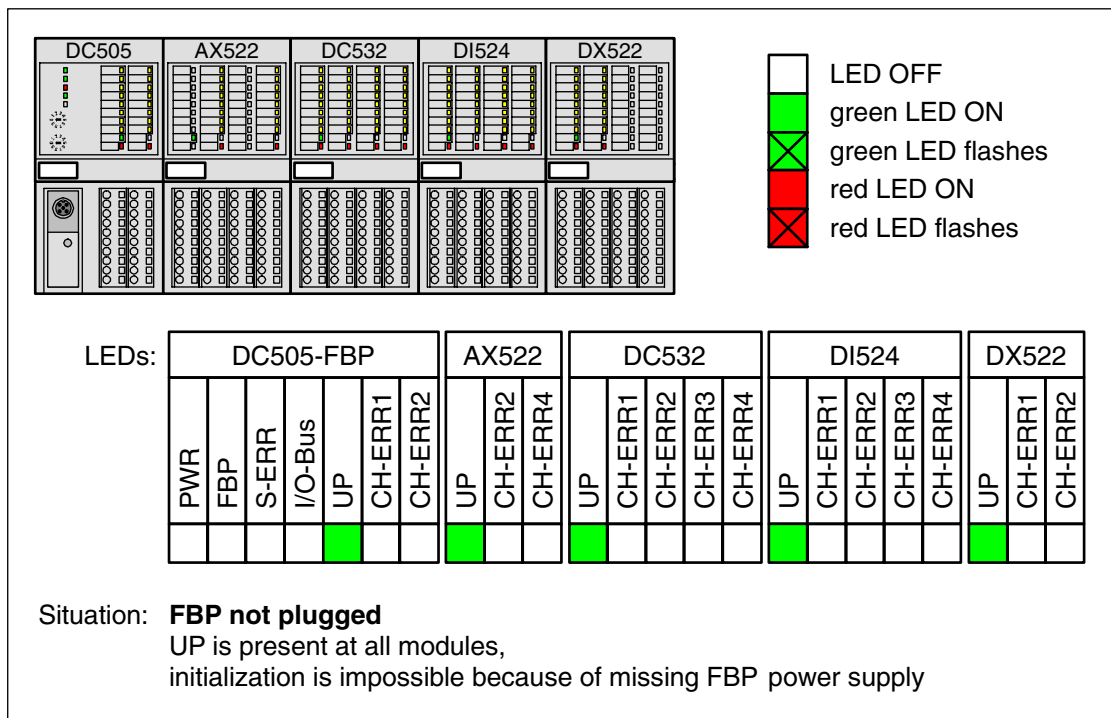 DC505 AX522 DC532 DI524 DX522
LED OFF
green LED ON
green LED flashes
red LED ON
red LED flashes
LEDs: DC505-FBP AX522 DC532 DI524 DX522
PWR FBP S-ERR I/O-Bus UP CH-ERR1 CH-ERR2 UP CH-ERR2 CH-ERR4 UP CH-ERR1 CH-ERR2 CH-ERR3 CH-ERR4 UP CH-ERR1 CH-ERR2 CH-ERR3 CH-ERR4 UP CH-ERR1 CH-ERR2
Situation: FBP not plugged
UP is present at all modules,
initialization is impossible because of missing FBP power supply